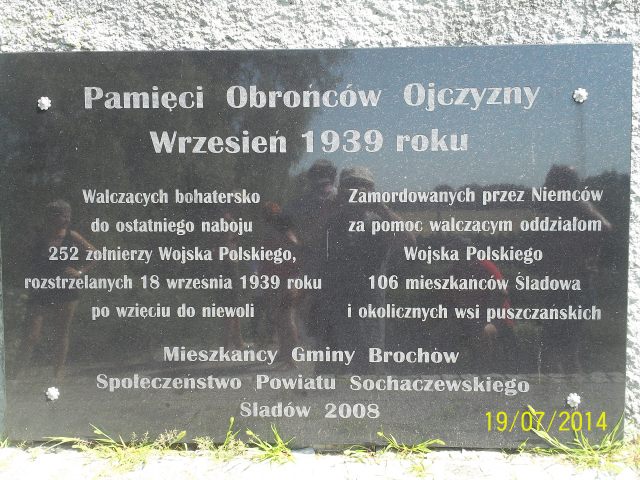 Pamięci Obrońców Ojczyzny
Wrzesień 1939 roku
Walczacych bohatersko
do ostatniego naboju
252 żołnierzy Wojska Polskiego,
rozstrzelanych 18 września 1939 roku
po wzięciu do niewoli
Zamordowanych przez Niemców
za pomoc walczącym oddziałom
Wojska Polskiego
106 mieszkańców Śladowa
i okolicznych wsi puszczańskich
Mieszkańcy Gminy Brochów
Społeczeństwo Powiatu Sochaczewskiego
Śladów 2008
19/07/2014